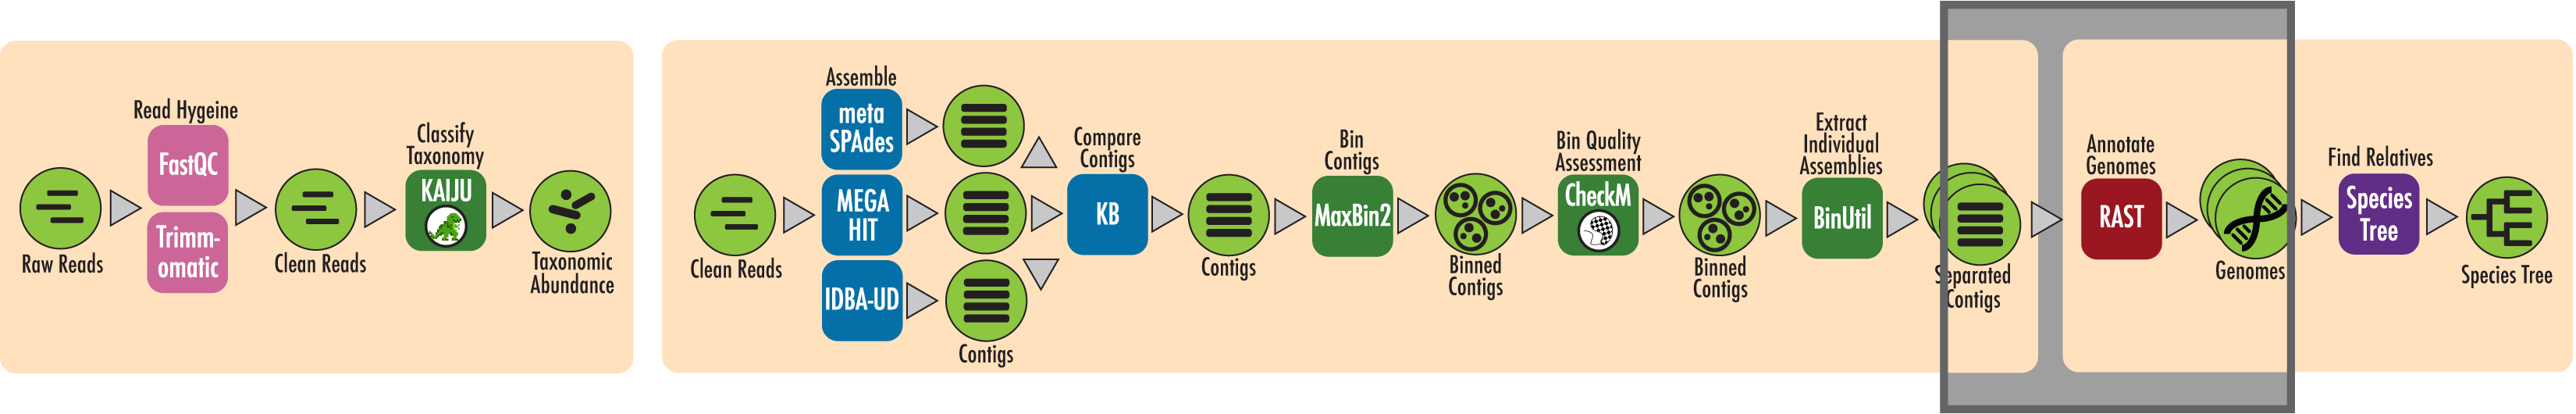 Read Hygeine
FastQC
Trimm-
omatic
Raw Reads
Clean Reads
Classify
Taxonomy
KAIJU
Taxonomic
Abundance
Clean Reads
Assemble
meta
SPAdes
MEGA
HIT
IDBA-UD
Contigs
Compare
Contigs
KB
Contigs
Bin
Contigs
MaxBin2
Binned
Contigs
Bin Quality
Assessment
CheckM
Binned
Contigs
Extract
Individual
Assemblies
BinUtil
Separated
Contigs
Annotate
Genomes
RAST
Genomes
Find Relatives
Species
Tree
Species Tree